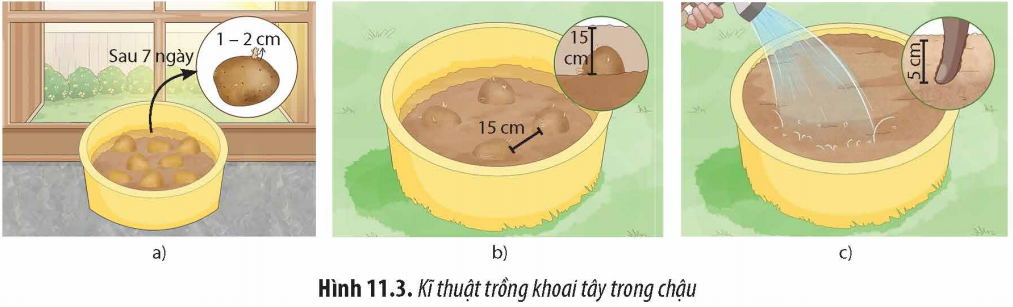 Sau 7 ngày
1 – 2 cm
15
cm
15 cm
5 cm
a)
b)
c)
Hình 11.3. Kĩ thuật trồng khoai tây trong chậu